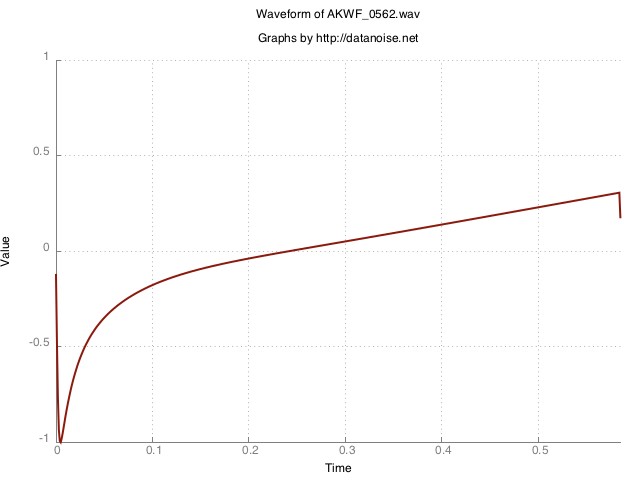 Waveform of AKWF_0562.wav
Graphs by http://datanoise.net
1
0.5
0
-0.5
-1
Value
0 0.1 0.2 0.3 0.4 0.5
Time